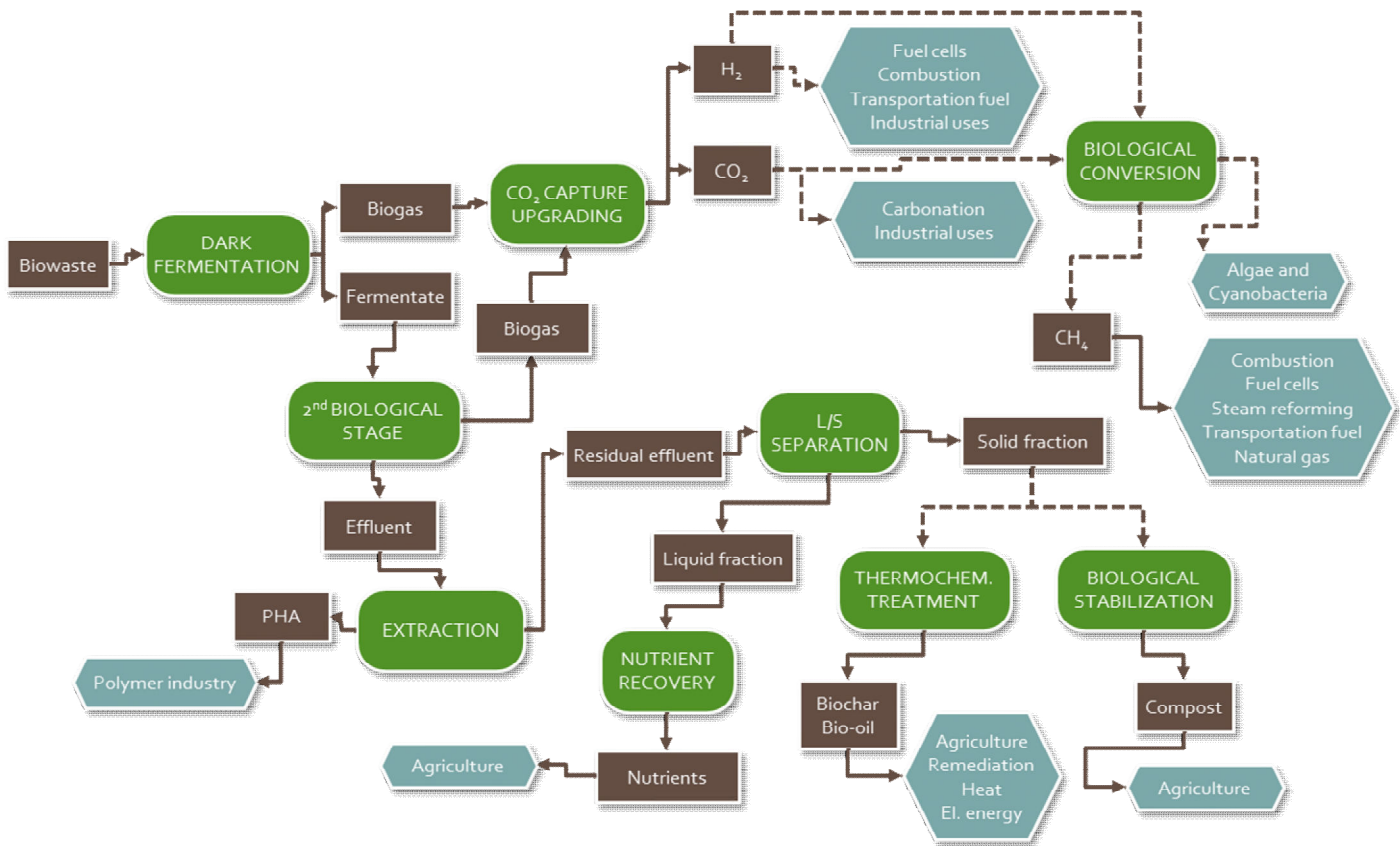 H₂
Fuel cells
Combustion
Transportation fuel
Industrial uses
BIOLOGICAL
CONVERSION
CO₂
CO₂ CAPTURE
UPGRADING
Biogas
Carbonation
Industrial uses
DARK
FERMENTATION
Biowaste
Fermentate
Algae and
Cyanobacteria
Biogas
CH₄
Combustion
Fuel cells
Steam reforming
Transportation fuel
Natural gas
2nd BIOLOGICAL
STAGE
L/S
SEPARATION
Residual effluent
Solid fraction
Effluent
Liquid fraction
THERMOCHEM.
TREATMENT
BIOLOGICAL
STABILIZATION
PHA
EXTRACTION
NUTRIENT
RECOVERY
Polymer industry
Biochar
Bio-oil
Compost
Agriculture
Nutrients
Agriculture
Remediation
Heat
El. energy
Agriculture